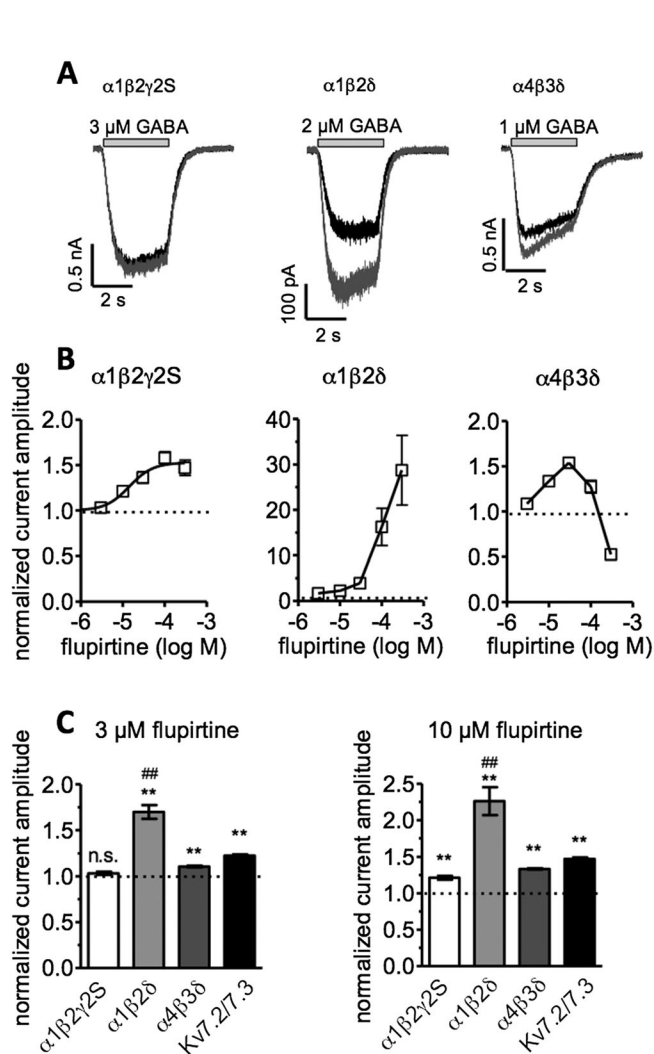 A
α1β2γ2S
α1β2δ
α4β3δ
3 μM GABA
2 μM GABA
1 μM GABA
0.5 nA
2 s
100 pA
2 s
0.5 nA
2 s
B
α1β2γ2S
α1β2δ
α4β3δ
normalized current amplitude
2.0
1.5
1.0
0.5
0.0
-6 -5 -4 -3
flupirtine (log M)
40
30
20
10
0
-6 -5 -4 -3
flupirtine (log M)
2.0
1.5
1.0
0.5
0.0
-6 -5 -4 -3
flupirtine (log M)
C
3 μM flupirtine
normalized current amplitude
2.0
1.5
1.0
0.5
0.0
n.s.
##
**
**
**
α1β2γ2S
α1β2δ
α4β3δ
Kv7.2/7.3
10 μM flupirtine
normalized current amplitude
2.5
2.0
1.5
1.0
0.5
0.0
**
##
**
**
**
α1β2γ2S
α1β2δ
α4β3δ
Kv7.2/7.3